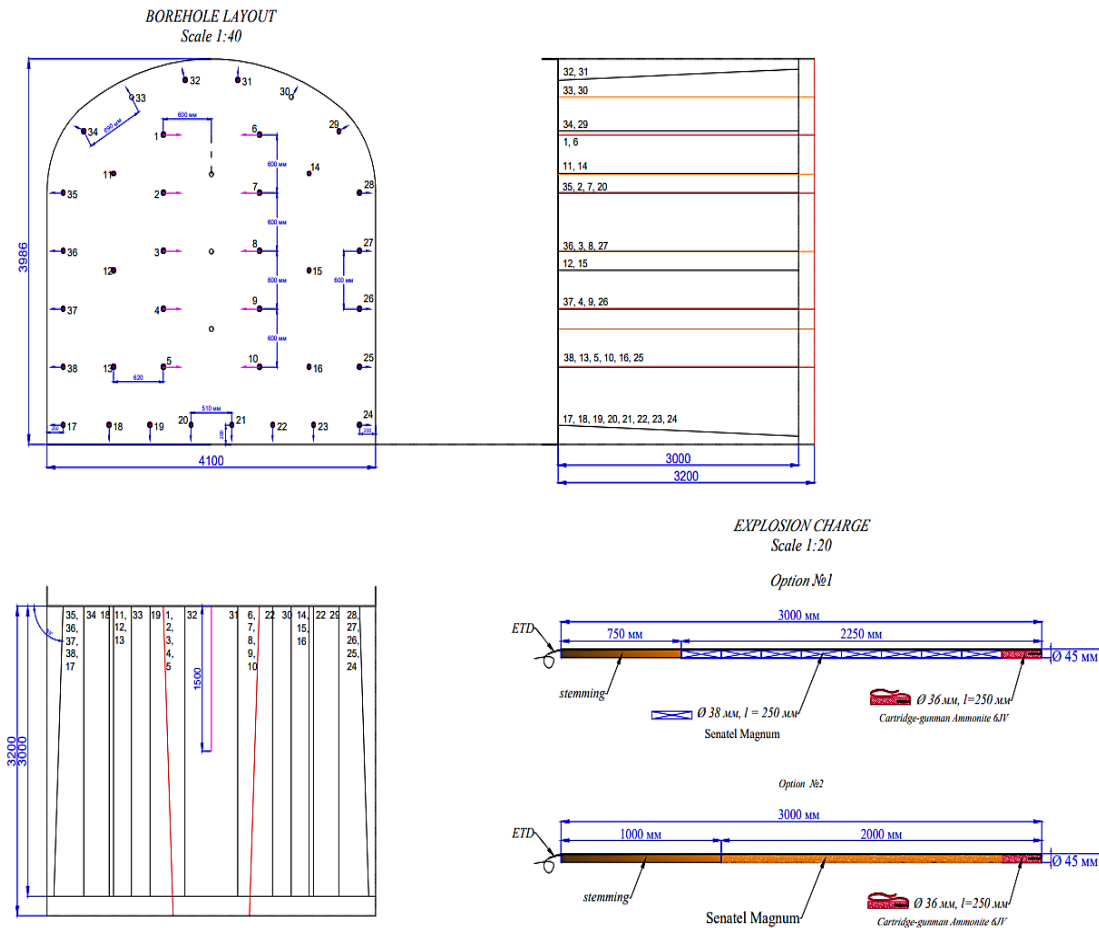 BOREHOLE LAYOUT
Scale 1:40
32
31
33
30
600 мм
690 мм
34
29
1
6
600 мм
11
14
35
2
7
28
600 мм
36
3
8
27
12
15
600 мм
600 мм
37
4
9
26
600 мм
38
13
5
10
16
25
620
510 мм
17
18
19
20
21
22
23
24
200
200
3986
4100
32, 31
33, 30
34, 29
1, 6
11, 14
35, 2, 7, 20
36, 3, 8, 27
12, 15
37, 4, 9, 26
38, 13, 5, 10, 16, 25
17, 18, 19, 20, 21, 22, 23, 24
3000
3200
35, 34 18 11, 33 19 1, 32 31 6, 22 30 14, 22 29 28,
36, 12, 2, 7, 15, 27,
37, 13 3, 8, 16 26,
38, 4, 9, 25,
17 5 10 24
1500
3200
3000
EXPLOSION CHARGE
Scale 1:20
Option №1
3000 мм
ETD
750 мм
2250 мм
Ø 45 мм
stemming
Ø 38 мм, l = 250 мм
Senatel Magnum
Ø 36 мм, l=250 мм
Cartridge-gunman Ammonite 6JV
Option №2
3000 мм
ETD
1000 мм
2000 мм
Ø 45 мм
stemming
Senatel Magnum
Ø 36 мм, l=250 мм
Cartridge-gunman Ammonite 6JV